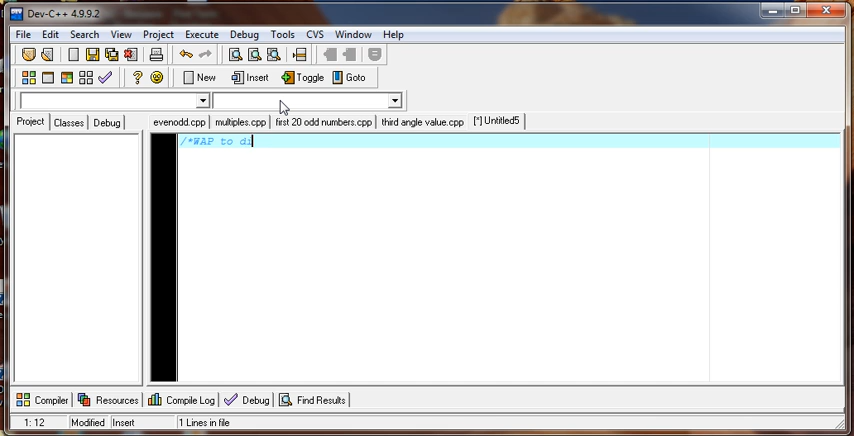 Dev-C++ 4.9.9.2
File Edit Search View Project Execute Debug Tools CVS Window Help
New Insert Toggle Goto
Project Classes Debug evenodd.cpp multiples.cpp first 20 odd numbers.cpp third angle value.cpp [*] Untitled5
/*WAP to di
Compiler Resources Compile Log Debug Find Results
1: 12 Modified Insert 1 Lines in file